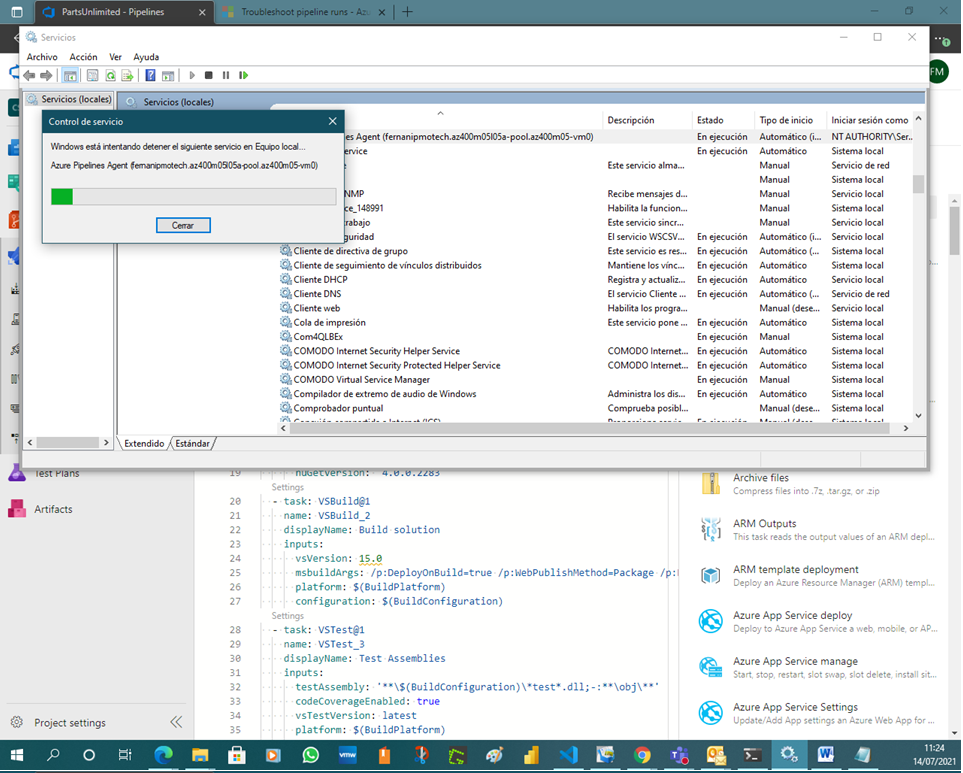 PartsUnlimited - Pipelines
Troubleshoot pipeline runs - Azu
Servicios
Archivo Acción Ver Ayuda
Servicios (locales)
Servicios (locales)
Control de servicio
Windows está intentando detener el siguiente servicio en Equipo local...
Azure Pipelines Agent (fernanipmotech.az400m05l05a-pool.az400m05-vm0)
Cerrar
FM
Descripción Estado Tipo de inicio Iniciar sesión como
es Agent (fernanipmotech.az400m05l05a-pool.az400m05-vm0) En ejecución Automático NT AUTHORITY\Ser...
ervice En ejecución Automático Sistema local
Este servicio alma... Manual Servicio de red
Manual Sistema local
NMP Recibe mensajes d... Manual Servicio local
ce_148991 Habilita la funcion... Manual Sistema local
trabajo Este servicio sincr... Manual Sistema local
guridad El servicio WSCSV... En ejecución Automático (i... Servicio local
Cliente de directiva de grupo Este servicio es res... En ejecución Automático (... Sistema local
Cliente de seguimiento de vínculos distribuidos Mantiene los vínc... En ejecución Automático Sistema local
Cliente DHCP Registra y actualiz... En ejecución Automático Servicio local
Cliente DNS El servicio Cliente ... En ejecución Automático (... Servicio de red
Cliente web Habilita los progra... Manual (dese... Servicio local
Cola de impresión Este servicio pone ... En ejecución Automático Sistema local
Com4QLBEx En ejecución Manual Sistema local
COMODO Internet Security Helper Service COMODO Internet... En ejecución Automático Sistema local
COMODO Internet Security Protected Helper Service COMODO Internet... En ejecución Automático Sistema local
COMODO Virtual Service Manager En ejecución Manual Sistema local
Compilador de extremo de audio de Windows Administra los dis... En ejecución Automático Sistema local
Comprobador puntual Comprueba posibl... Manual (dese... Sistema local
Extendido Estándar
Test Plans
Artifacts
Project settings
19 nuGetVersion: 4.0.0.2283
Settings
20 - task: VSBuild@1
21 name: VSBuild_2
22 displayName: Build solution
23 inputs:
24 vsVersion: 15.0
25 msbuildArgs: /p:DeployOnBuild=true /p:WebPublishMethod=Package /p:
26 platform: $(BuildPlatform)
27 configuration: $(BuildConfiguration)
Settings
28 - task: VSTest@1
29 name: VSTest_3
30 displayName: Test Assemblies
31 inputs:
32 testAssembly: '**\$(BuildConfiguration)\*test*.dll;-:**\obj\**'
33 codeCoverageEnabled: true
34 vsTestVersion: latest
35 platform: $(BuildPlatform)
Archive files
Compress files into .7z, .tar.gz, or .zip
ARM Outputs
This task reads the output values of an ARM depl...
ARM template deployment
Deploy an Azure Resource Manager (ARM) templ...
Azure App Service deploy
Deploy to Azure App Service a web, mobile, or AP...
Azure App Service manage
Start, stop, restart, slot swap, slot delete, install sit...
Azure App Service Settings
Update/Add App settings an Azure Web App for ...
11:24
14/07/2021